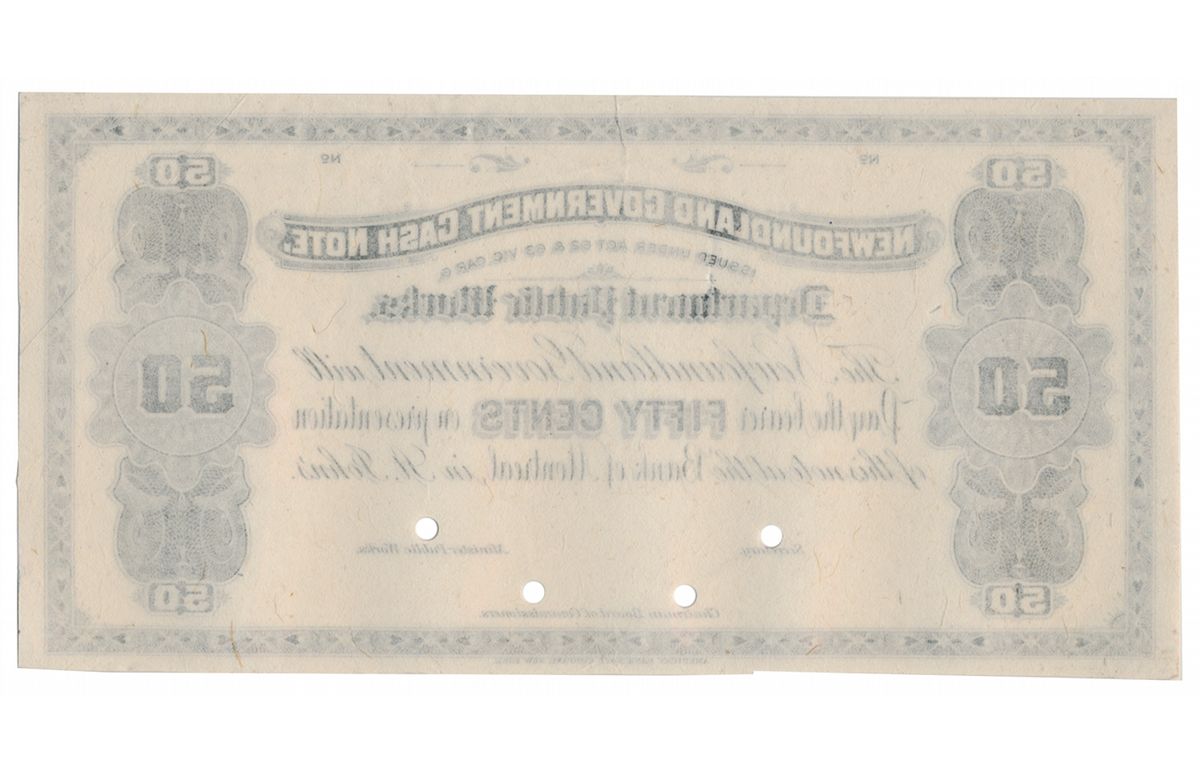 50 Nº Nº 50
NEWFOUNDLAND GOVERNMENT CASH NOTE.
ISSUED UNDER ACT 62 & 63 VIC. CAP. 6
Department Public Works.
The Newfoundland Government will
50 Pay the bearer FIFTY CENTS on presentation 50
of this note at the Bank of Montreal, in St. John's.
Secretary. Minister Public Works.
50 Chairman Board of Commissioners. 50